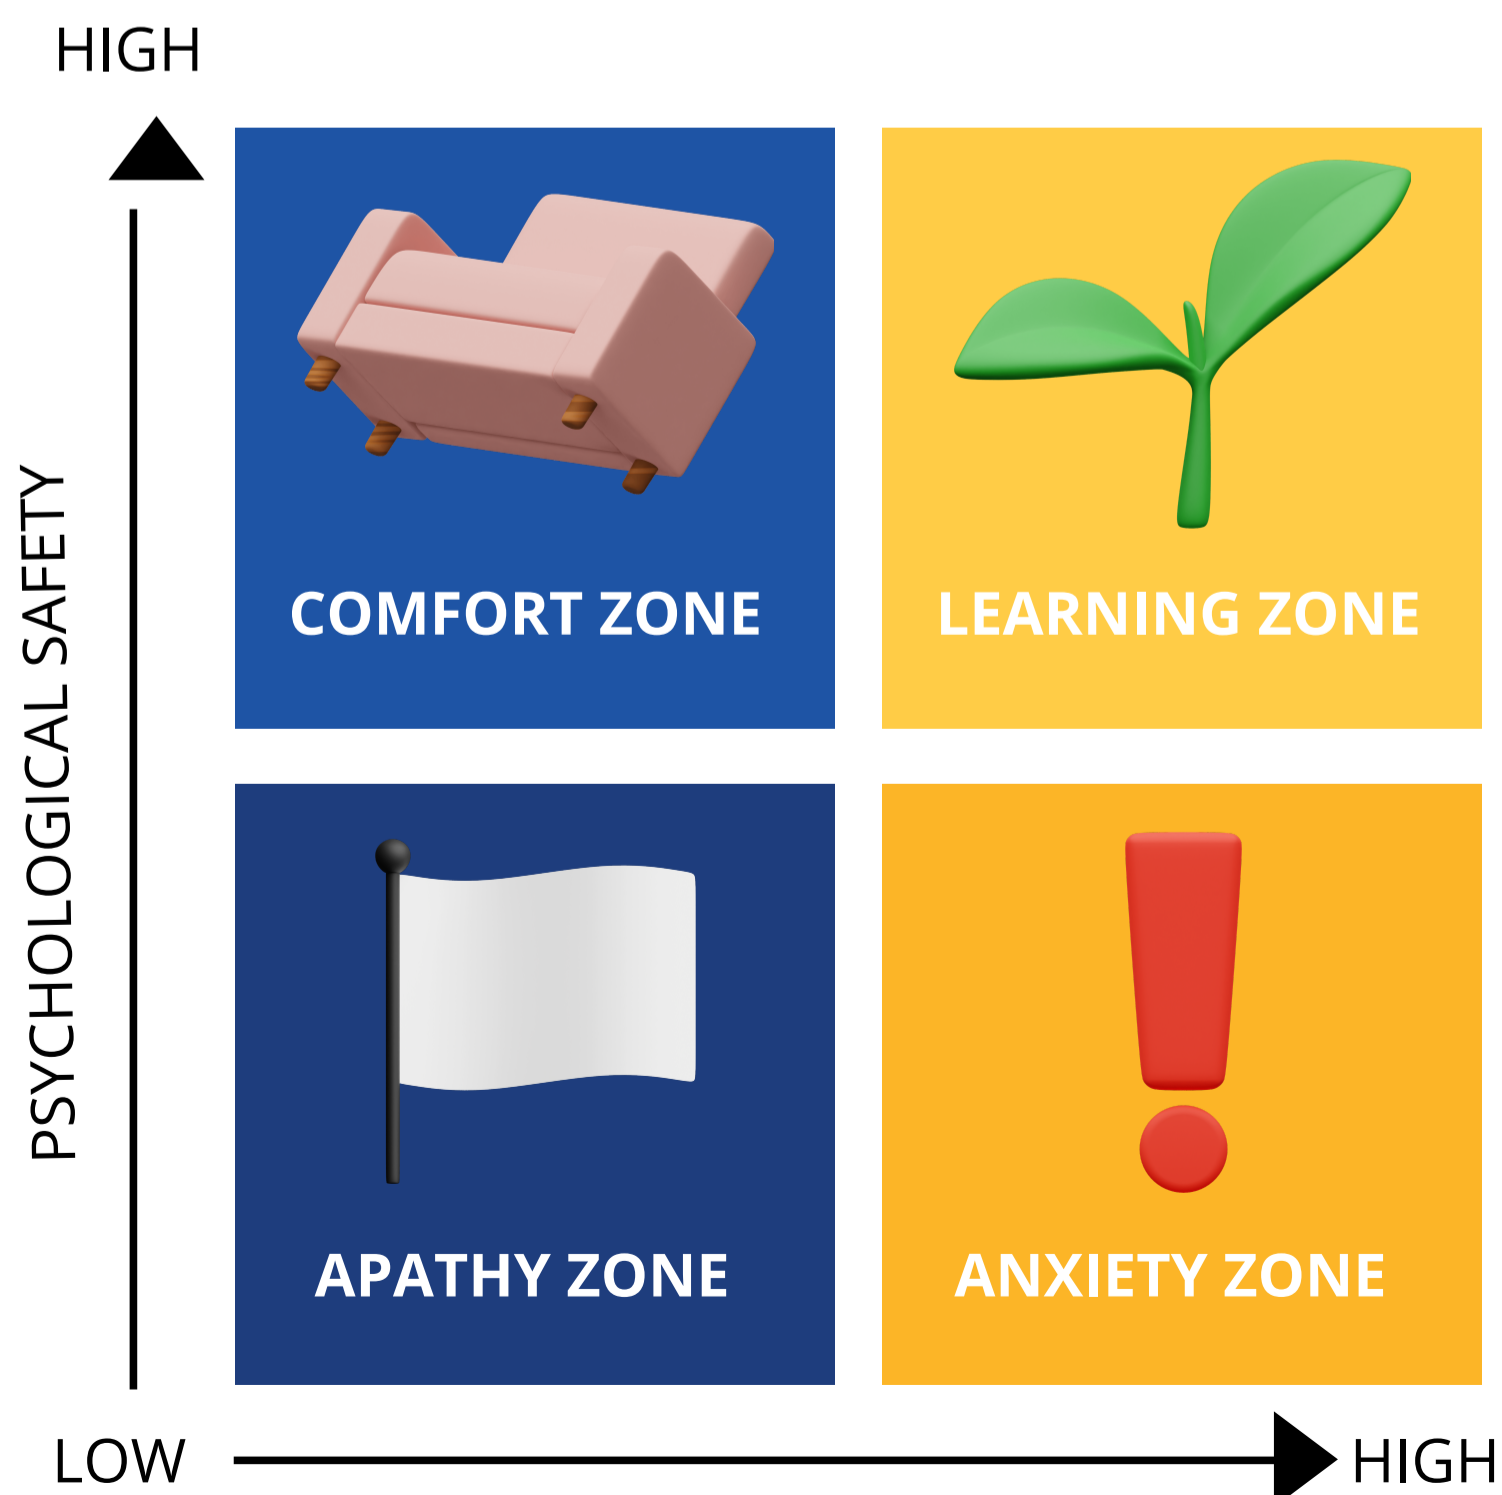 HIGH
PSYCHOLOGICAL SAFETY
COMFORT ZONE
LEARNING ZONE
APATHY ZONE
ANXIETY ZONE
LOW
HIGH